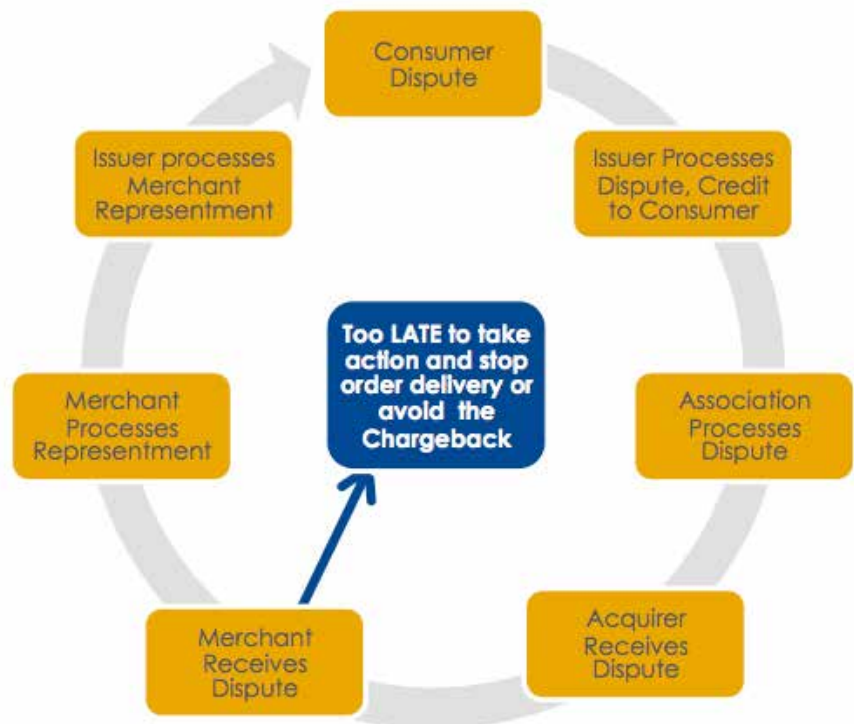 Consumer
Dispute
Issuer Processes
Dispute, Credit
to Consumer
Association
Processes
Dispute
Acquirer
Receives
Dispute
Merchant
Receives
Dispute
Merchant
Processes
Representment
Issuer processes
Merchant
Representment
Too LATE to take
action and stop
order delivery or
avoid the
Chargeback